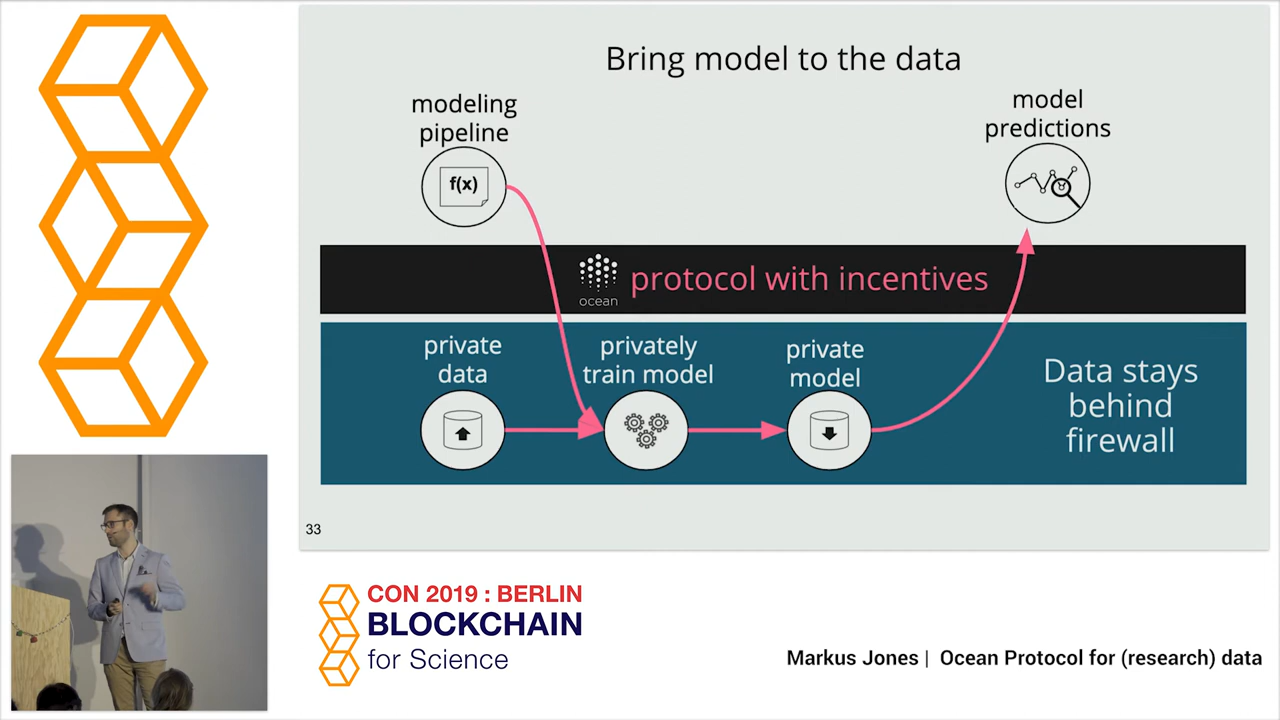 Bring model to the data
modeling
pipeline
f(x)
model
predictions
ocean
protocol with incentives
private
data
privately
train model
private
model
Data stays
behind
firewall
33
CON 2019 : BERLIN
BLOCKCHAIN
for Science
Markus Jones | Ocean Protocol for (research) data